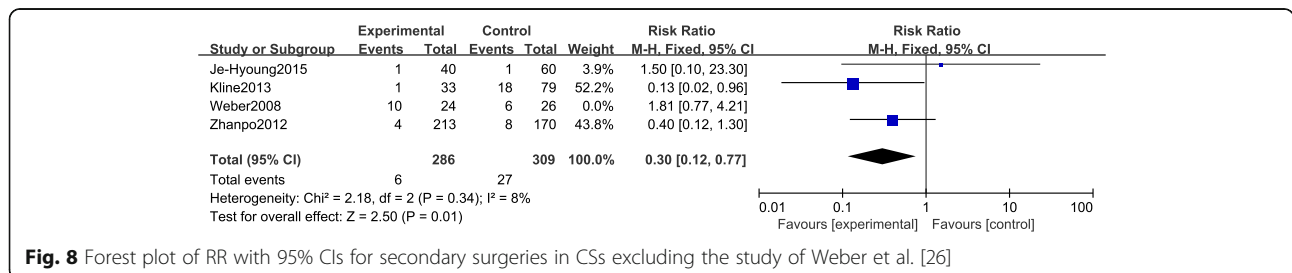 Experimental Control Risk Ratio Risk Ratio
Study or Subgroup Events Total Events Total Weight M-H, Fixed, 95% CI M-H, Fixed, 95% CI
Je-Hyoung2015 1 40 1 60 3.9% 1.50 [0.10, 23.30]
Kline2013 1 33 18 79 52.2% 0.13 [0.02, 0.96]
Weber2008 10 24 6 26 0.0% 1.81 [0.77, 4.21]
Zhanpo2012 4 213 8 170 43.8% 0.40 [0.12, 1.30]
Total (95% CI) 286 309 100.0% 0.30 [0.12, 0.77]
Total events 6 27
Heterogeneity: Chi² = 2.18, df = 2 (P = 0.34); I² = 8%
Test for overall effect: Z = 2.50 (P = 0.01)
0.01 0.1 1 10 100
Favours [experimental] Favours [control]
Fig. 8 Forest plot of RR with 95% CIs for secondary surgeries in CSs excluding the study of Weber et al. [26]